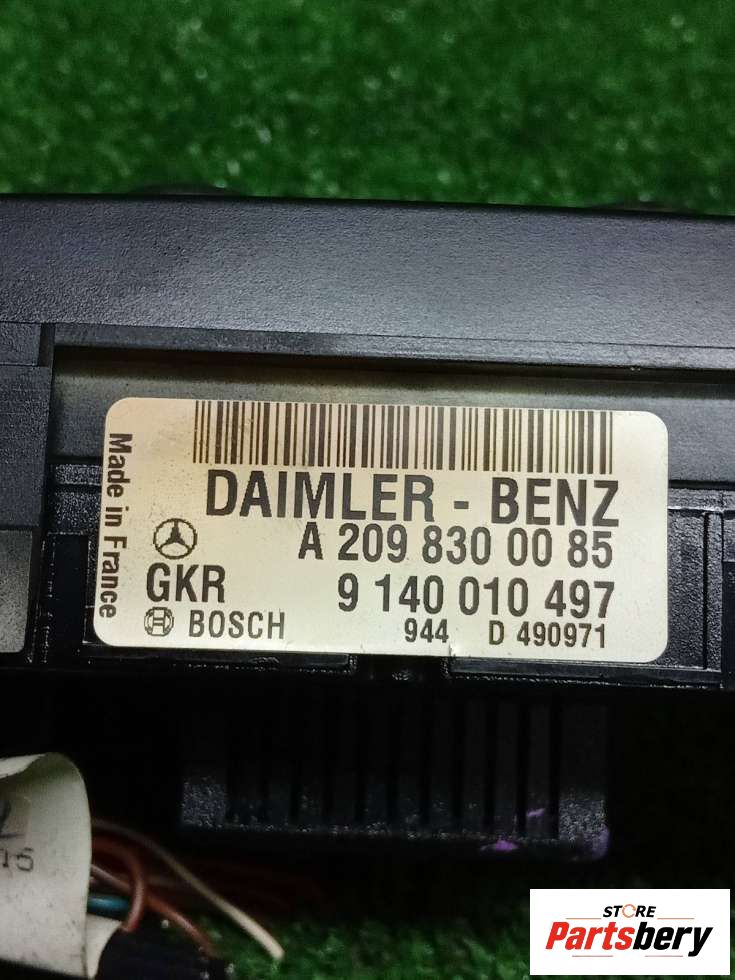 Made in France
DAIMLER - BENZ
A 209 830 00 85
GKR 9 140 010 497
BOSCH 944 D 490971
15
STORE
Partsbery